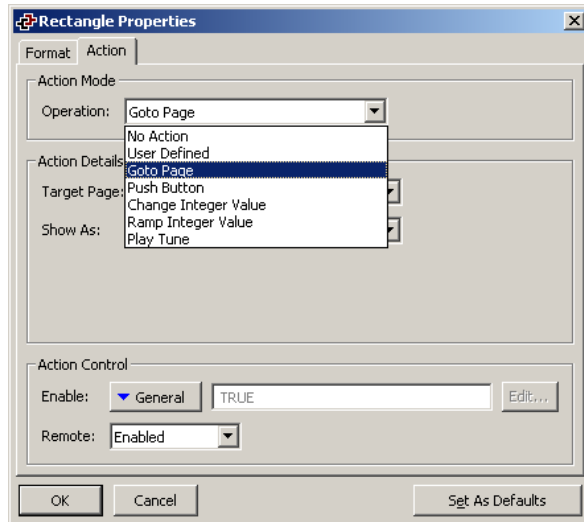 Rectangle Properties
Format Action
Action Mode
Operation: Goto Page
No Action
User Defined
Action Details
Goto Page
Target Page: Push Button
Change Integer Value
Show As: Ramp Integer Value
Play Tune
Action Control
Enable: General TRUE Edit...
Remote: Enabled
OK Cancel Set As Defaults